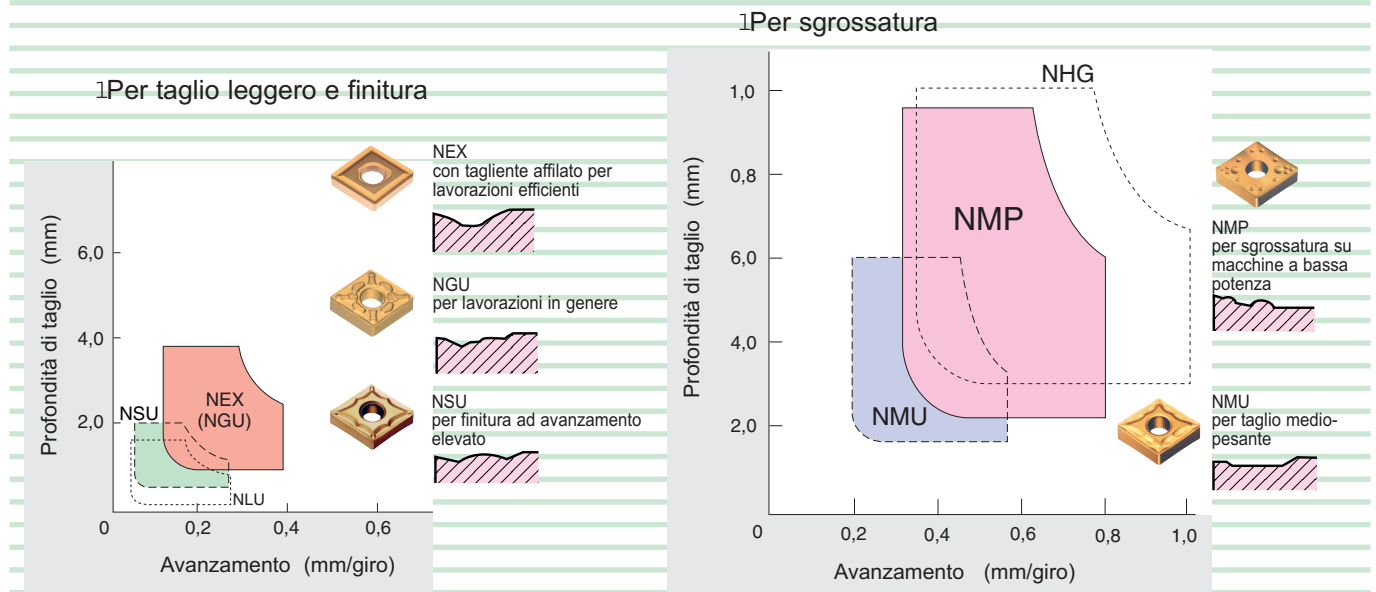 1Per sgrossatura
1Per taglio leggero e finitura
Profondità di taglio (mm)
6,0
4,0
2,0
0
0,2
0,4
0,6
Avanzamento (mm/giro)
NEX
(NGU)
NSU
NLU
NEX
con tagliente affilato per
lavorazioni efficienti
NGU
per lavorazioni in genere
NSU
per finitura ad avanzamento
elevato
Profondità di taglio (mm)
1,0
0,8
6,0
4,0
2,0
0
0,2
0,4
0,6
0,8
1,0
Avanzamento (mm/giro)
NHG
NMP
NMU
NMP
per sgrossatura su
macchine a bassa
potenza
NMU
per taglio medio-
pesante